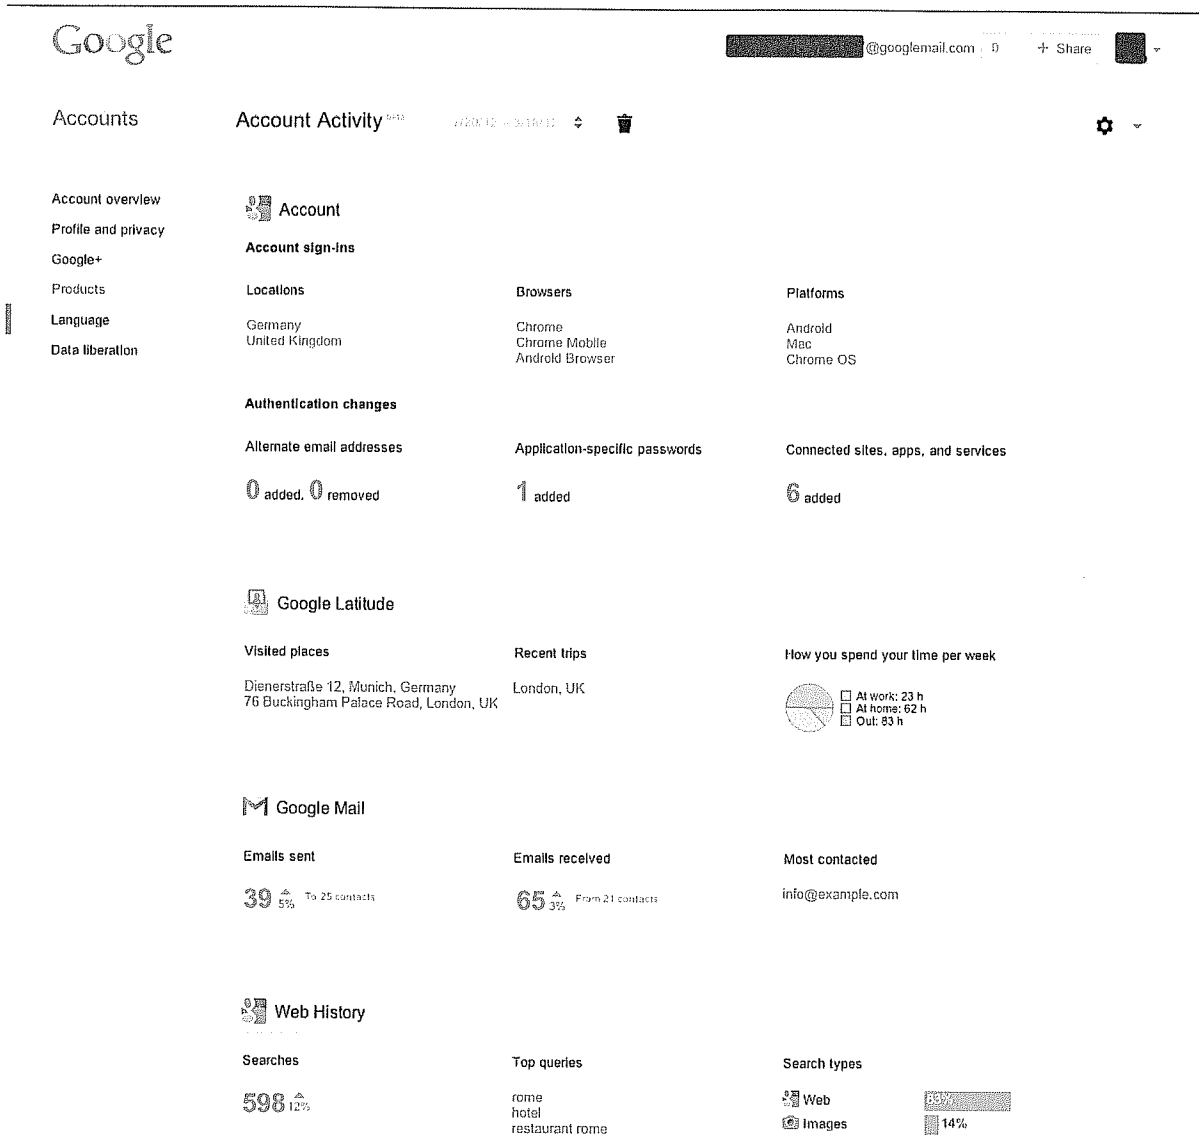 Google
@googlemail.com 0 + Share
Accounts
Account Activity
Account overview
Profile and privacy
Google+
Products
Language
Data liberation
Account
Account sign-ins
Locations
Browsers
Platforms
Germany
United Kingdom
Chrome
Chrome Mobile
Android Browser
Android
Mac
Chrome OS
Authentication changes
Alternate email addresses
Application-specific passwords
Connected sites, apps, and services
0 added, 0 removed
1 added
6 added
Google Latitude
Visited places
Recent trips
How you spend your time per week
Dienerstraße 12, Munich, Germany
76 Buckingham Palace Road, London, UK
London, UK
At work: 23 h
At home: 62 h
Out: 83 h
Google Mail
Emails sent
Emails received
Most contacted
39 5% To 25 contacts
65 3% From 21 contacts
info@example.com
Web History
Searches
Top queries
Search types
598 12%
rome
hotel
restaurant rome
Web 83%
Images 14%